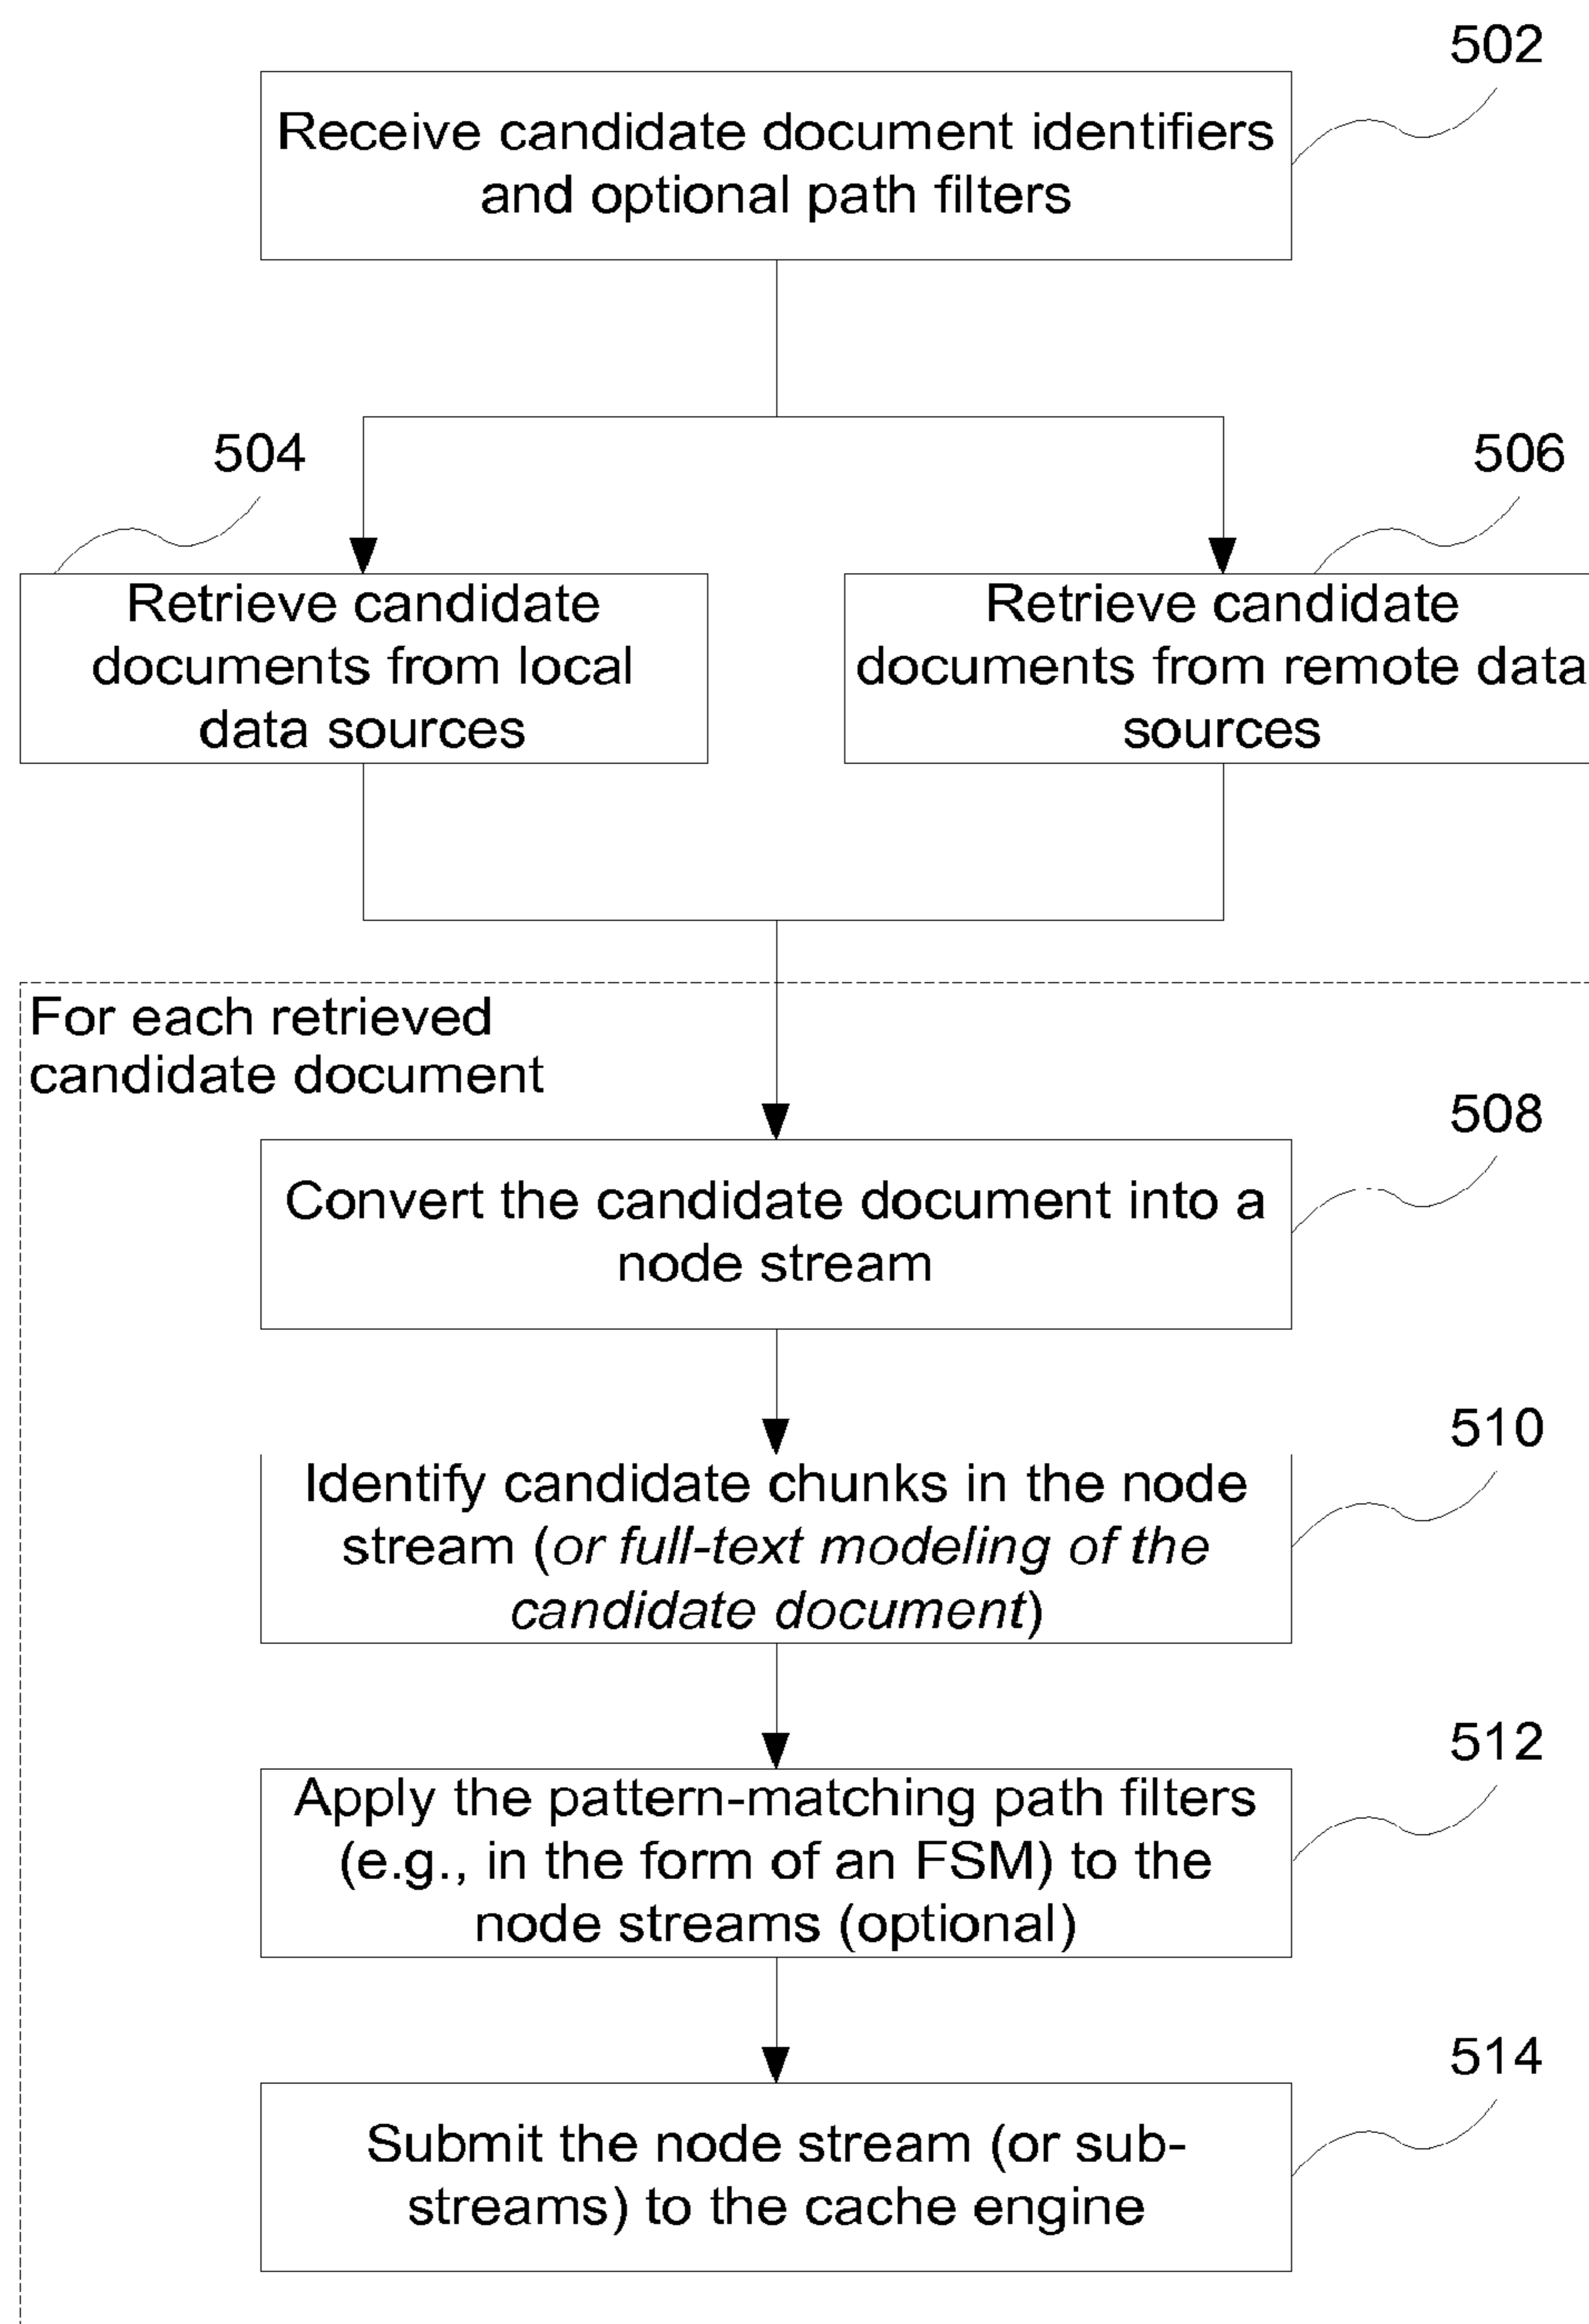 502
Receive candidate document identifiers
and optional path filters
504
506
Retrieve candidate
documents from local
data sources
Retrieve candidate
documents from remote data
sources
For each retrieved
candidate document
508
Convert the candidate document into a
node stream
510
Identify candidate chunks in the node
stream (or full-text modeling of the
candidate document)
512
Apply the pattern-matching path filters
(e.g., in the form of an FSM) to the
node streams (optional)
514
Submit the node stream (or sub-
streams) to the cache engine